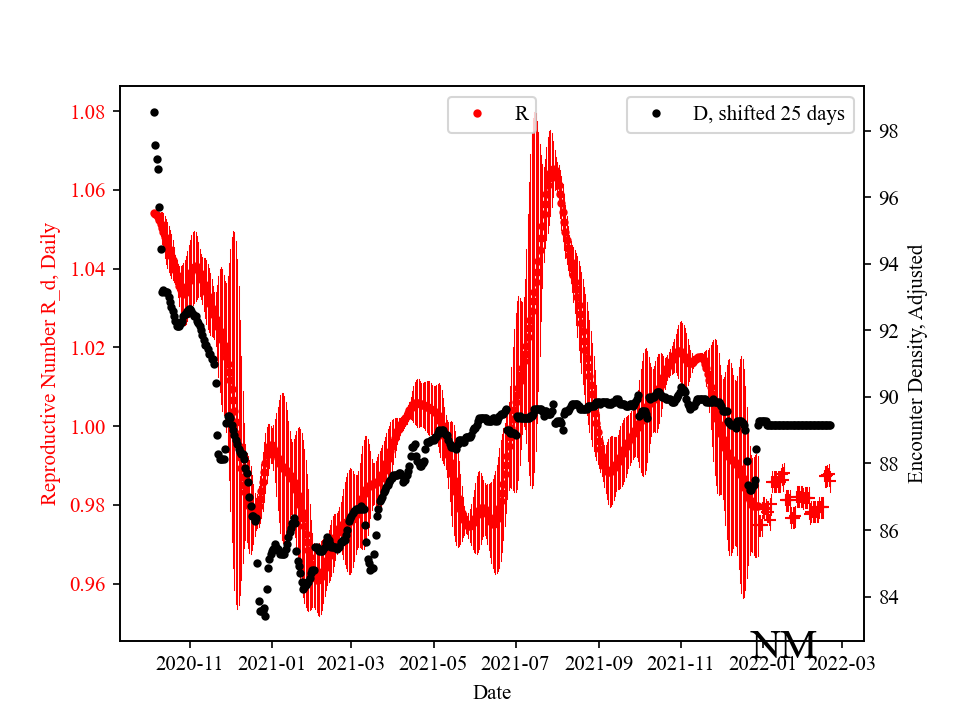 R
D, shifted 25 days
1.08
1.06
1.04
1.02
1.00
0.98
0.96
Reproductive Number R_d, Daily
98
96
94
92
90
88
86
84
Encounter Density, Adjusted
NM
2020-11 2021-01 2021-03 2021-05 2021-07 2021-09 2021-11 2022-01 2022-03
Date